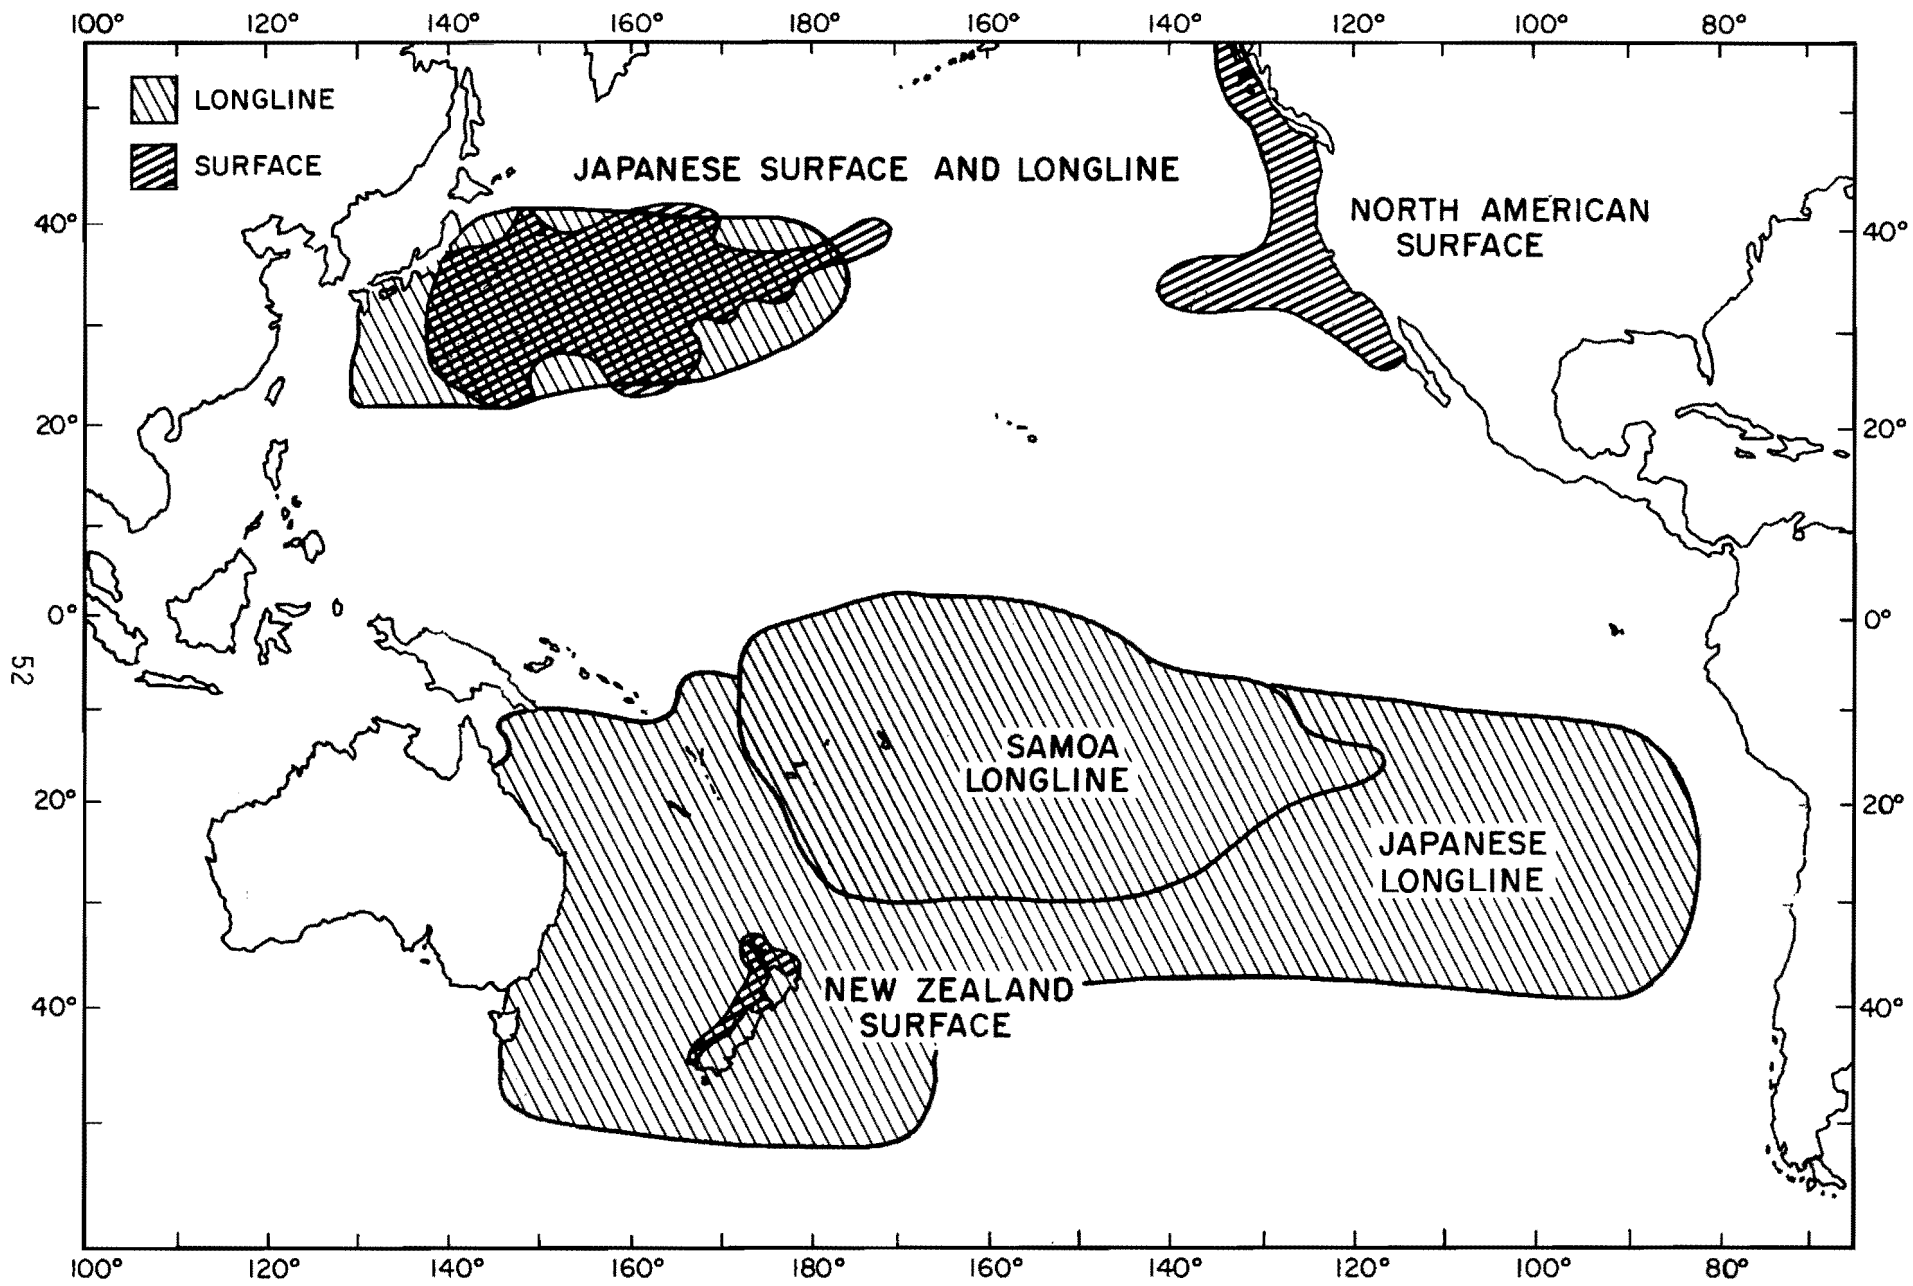 100° 120° 140° 160° 180° 160° 140° 120° 100° 80°
LONGLINE
SURFACE
JAPANESE SURFACE AND LONGLINE
NORTH AMERICAN
SURFACE
40° 40°
20° 20°
0° 0°
52
SAMOA
LONGLINE
20° 20°
JAPANESE
LONGLINE
NEW ZEALAND
SURFACE
40° 40°
100° 120° 140° 160° 180° 160° 140° 120° 100° 80°